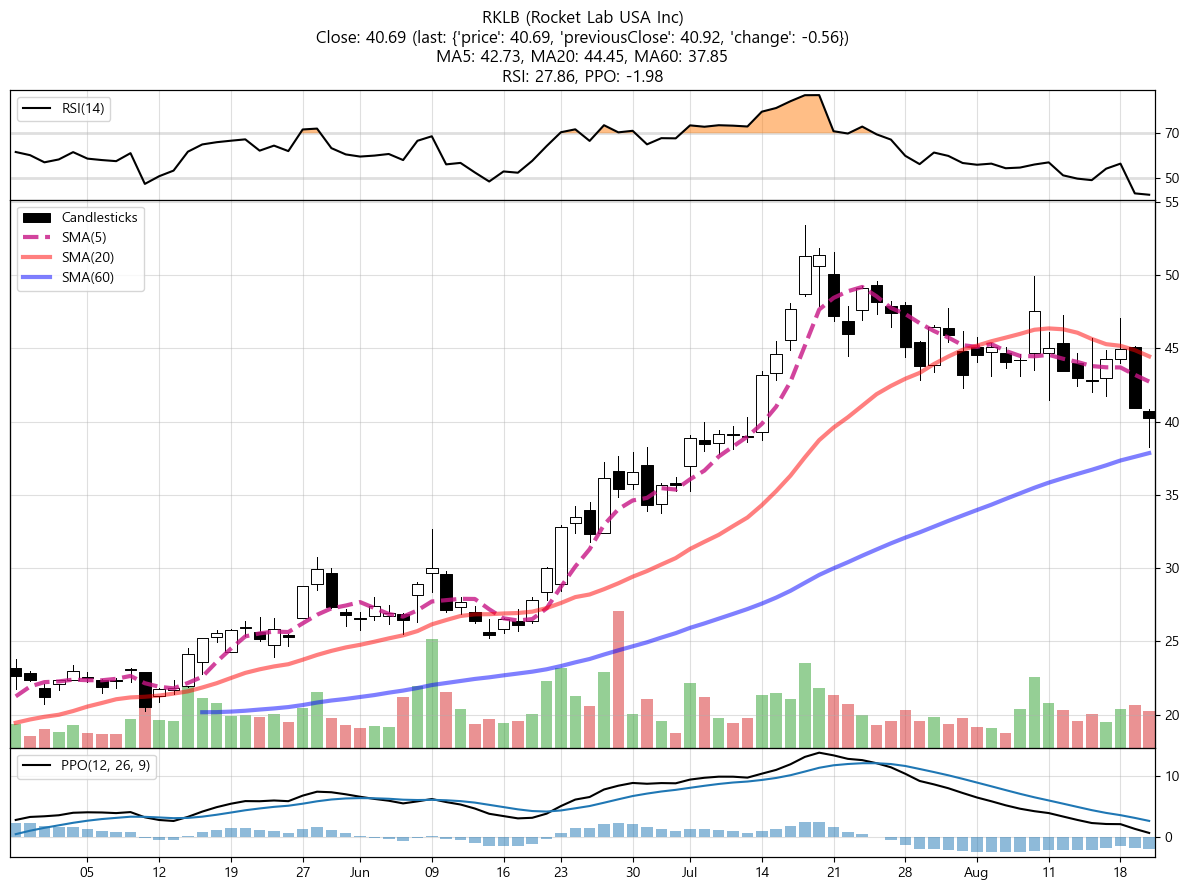 RKLB (Rocket Lab USA Inc)
Close: 40.69 (last: {'price': 40.69, 'previousClose': 40.92, 'change': -0.56})
MA5: 42.73, MA20: 44.45, MA60: 37.85
RSI: 27.86, PPO: -1.98
RSI(14)
70
50
55
Candlesticks
SMA(5)
SMA(20)
SMA(60)
50
45
40
35
30
25
20
PPO(12, 26, 9)
10
0
05 12 19 27 Jun 09 16 23 30 Jul 14 21 28 Aug 11 18